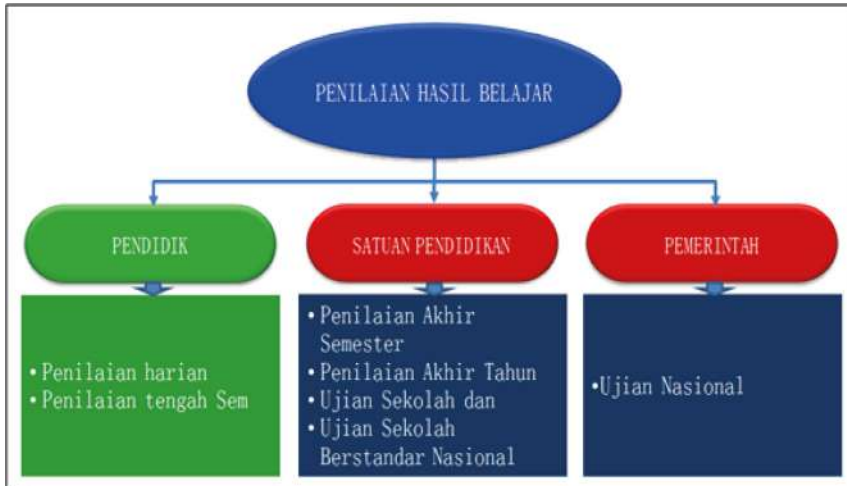 PENILAIAN HASIL BELAJAR
PENDIDIK
SATUAN PENDIDIKAN
PEMERINTAH
• Penilaian harian
• Penilaian tengah Sem
• Penilaian Akhir
Semester
• Penilaian Akhir Tahun
• Ujian Sekolah dan
• Ujian Sekolah
Berstandar Nasional
• Ujian Nasional